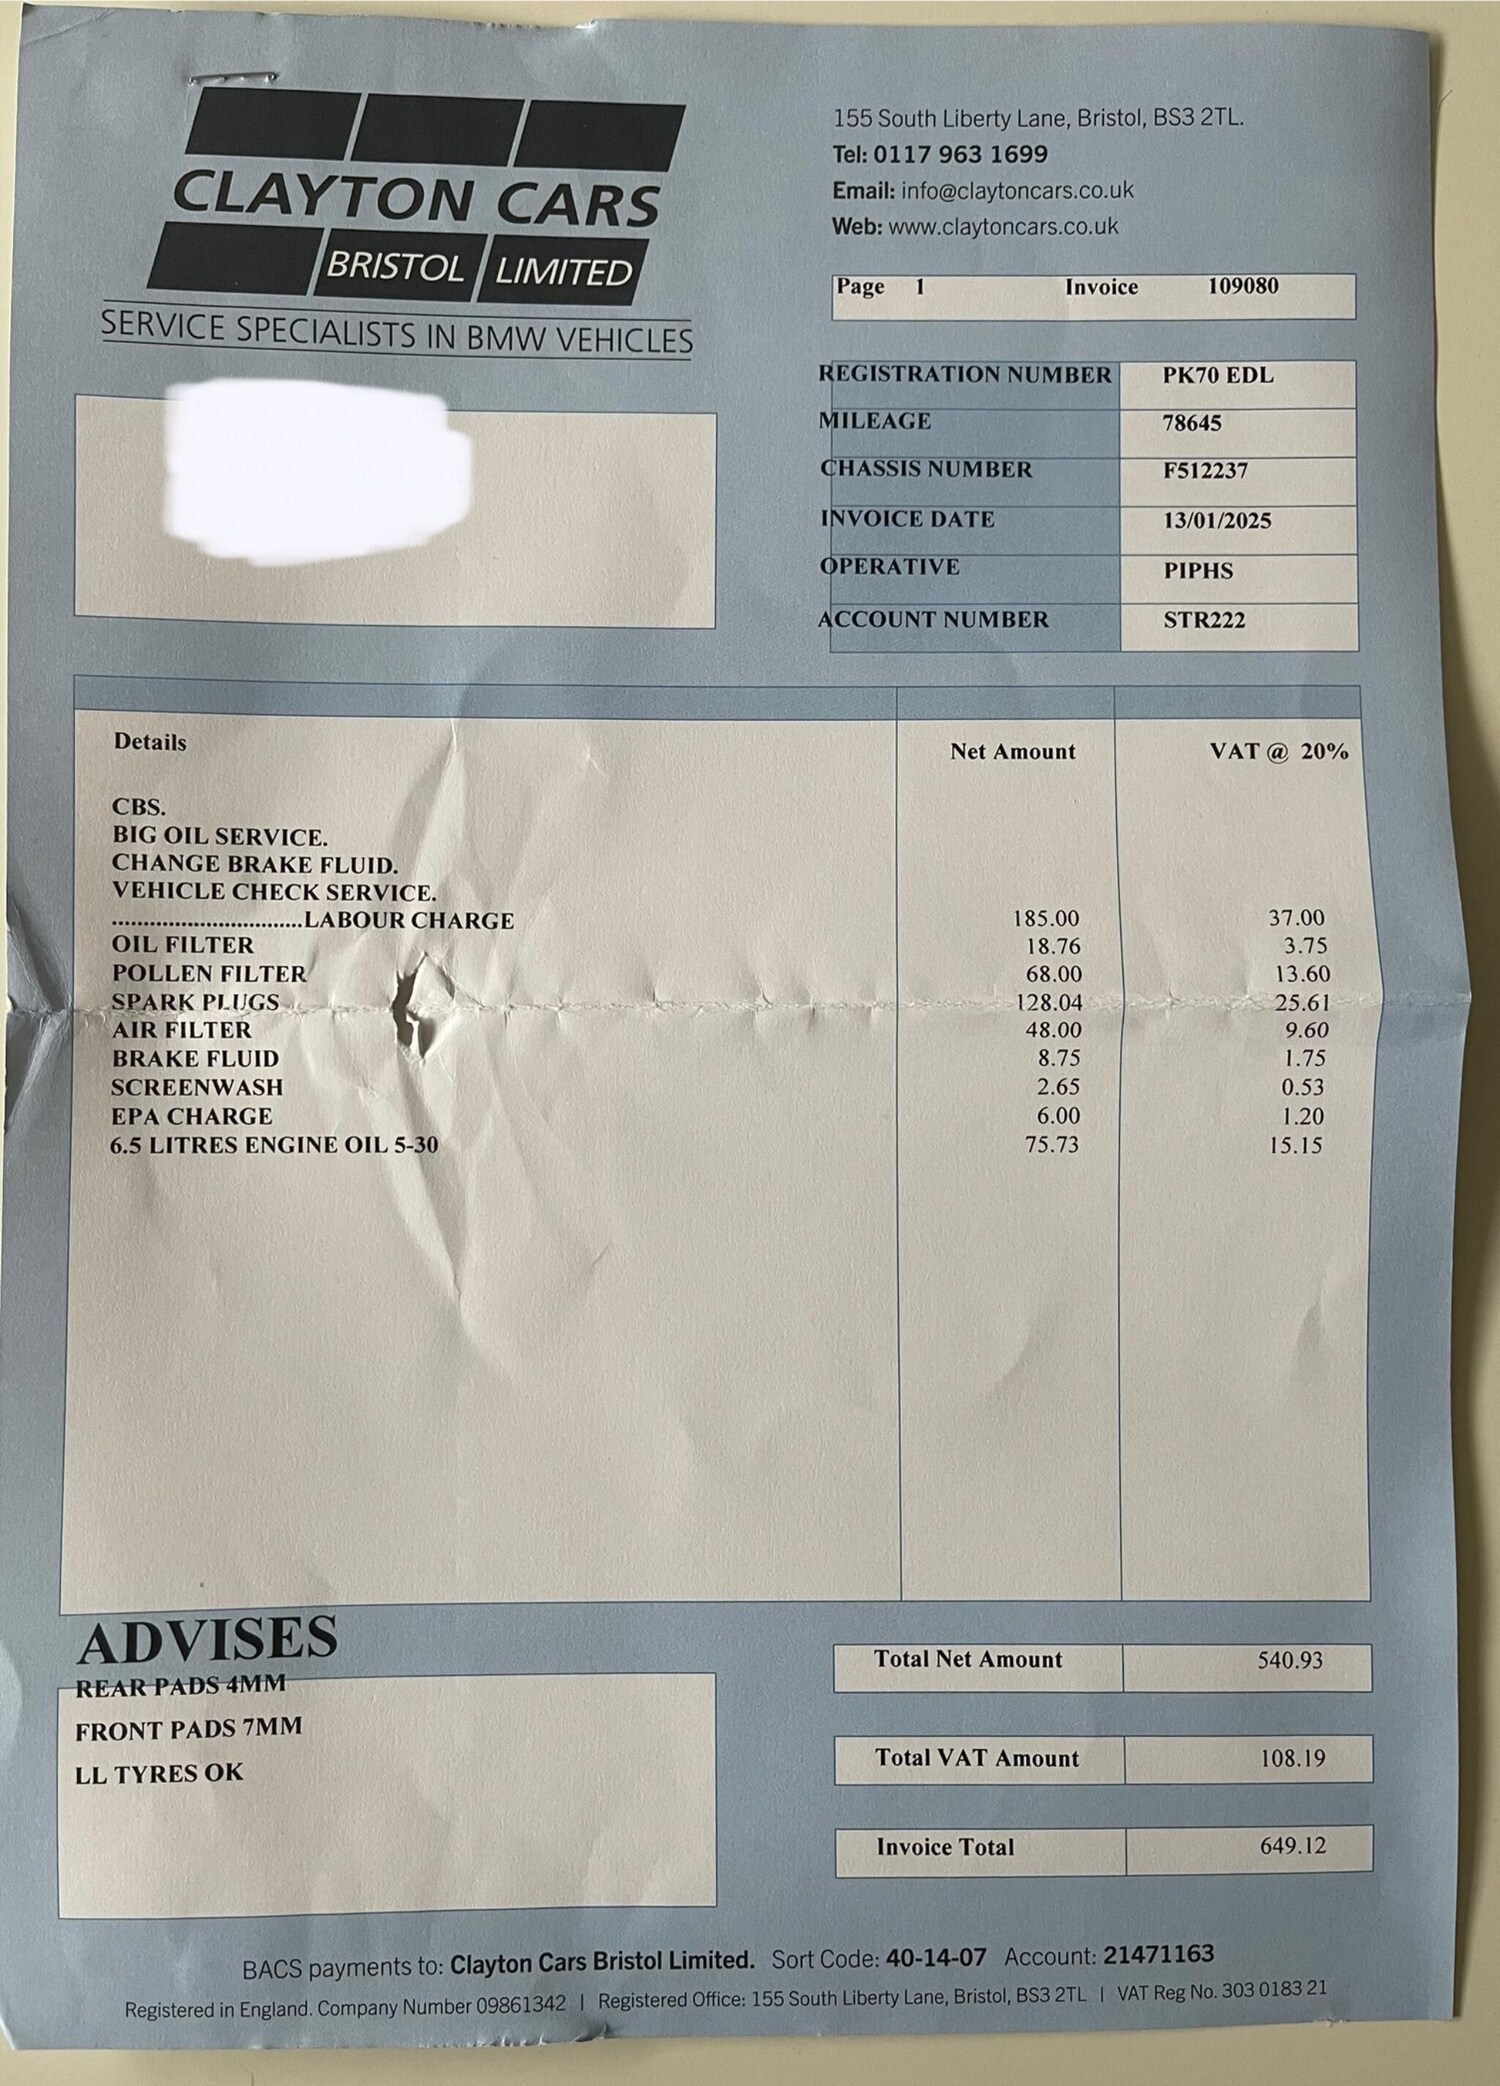 CLAYTON CARS
BRISTOL LIMITED
SERVICE SPECIALISTS IN BMW VEHICLES
155 South Liberty Lane, Bristol, BS3 2TL.
Tel: 0117 963 1699
Email: info@claytoncars.co.uk
Web: www.claytoncars.co.uk
Page 1 Invoice 109080
REGISTRATION NUMBER PK70 EDL
MILEAGE 78645
CHASSIS NUMBER F512237
INVOICE DATE 13/01/2025
OPERATIVE PIPHS
ACCOUNT NUMBER STR222
Details Net Amount VAT @ 20%
CBS.
BIG OIL SERVICE.
CHANGE BRAKE FLUID.
VEHICLE CHECK SERVICE.
................................LABOUR CHARGE 185.00 37.00
OIL FILTER 18.76 3.75
POLLEN FILTER 68.00 13.60
SPARK PLUGS 128.04 25.61
AIR FILTER 48.00 9.60
BRAKE FLUID 8.75 1.75
SCREENWASH 2.65 0.53
EPA CHARGE 6.00 1.20
6.5 LITRES ENGINE OIL 5-30 75.73 15.15
ADVISES
REAR PADS 4MM
FRONT PADS 7MM
LL TYRES OK
Total Net Amount 540.93
Total VAT Amount 108.19
Invoice Total 649.12
BACS payments to: Clayton Cars Bristol Limited. Sort Code: 40-14-07 Account: 21471163
Registered in England. Company Number 09861342 | Registered Office: 155 South Liberty Lane, Bristol, BS3 2TL | VAT Reg No. 303 0183 21